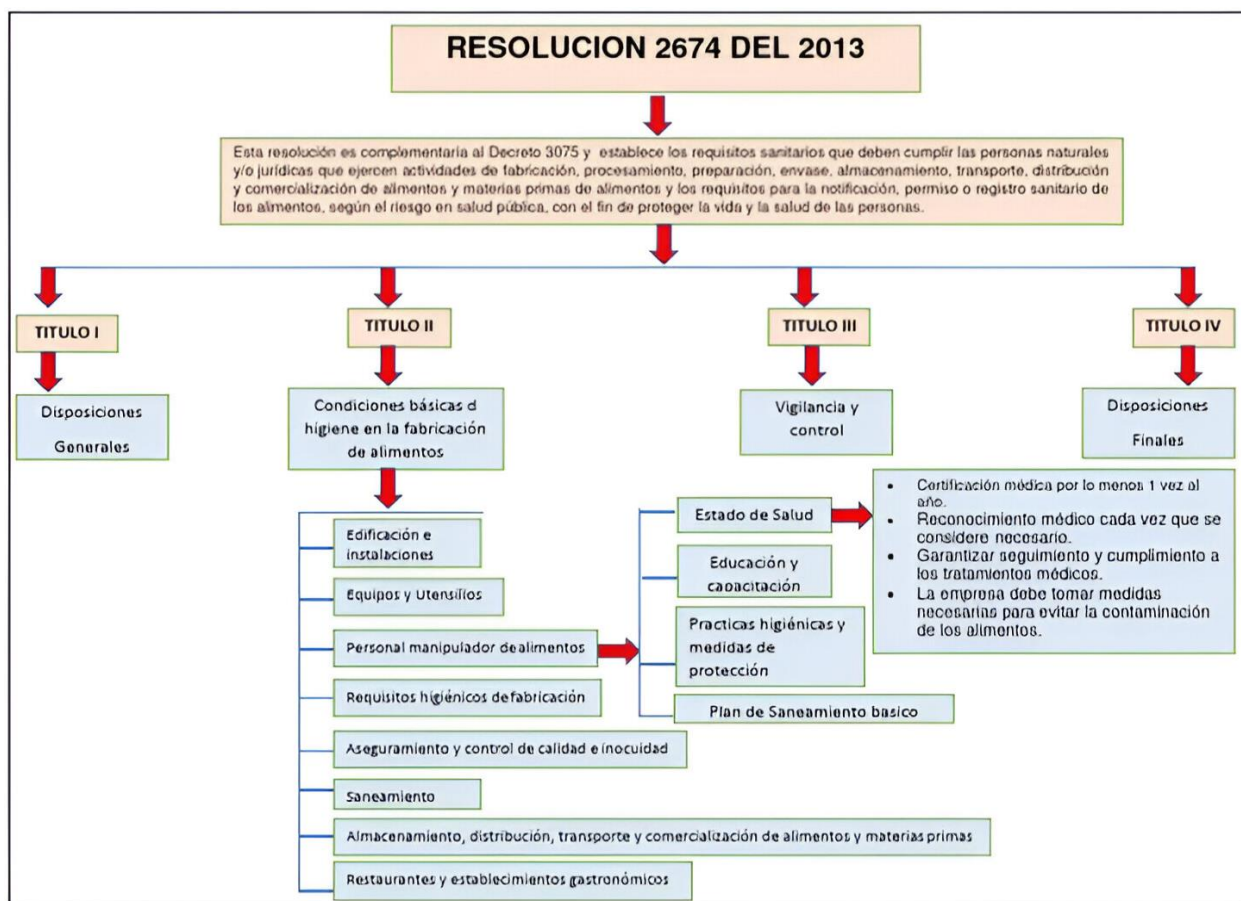 RESOLUCION 2674 DEL 2013
Esta resolución es complementaria al Decreto 3075 y establece los requisitos sanitarios que deben cumplir las personas naturales
y/o jurídicas que ejercen actividades de fabricación, procesamiento, preparación, envase, almacenamiento, transporte, distribución
y comercialización de alimentos y materias primas de alimentos y los requisitos para la notificación, permiso o registro sanitario de
los alimentos, según el riesgo en salud pública, con el fin de proteger la vida y la salud de las personas.
TITULO I
TITULO II
TITULO III
TITULO IV
Disposiciones
Generales
Condiciones básicas d
higiene en la fabricación
de alimentos
Vigilancia y
control
Disposiciones
Finales
Edificación e
instalaciones
Equipos y Utensilios
Personal manipulador de alimentos
Requisitos higiénicos de fabricación
Aseguramiento y control de calidad e inocuidad
Saneamiento
Almacenamiento, distribución, transporte y comercialización de alimentos y materias primas
Restaurantes y establecimientos gastronómicos
Estado de Salud
Educación y
capacitación
Practicas higiénicas y
medidas de
protección
Plan de Saneamiento basico
• Certificación médica por lo menos 1 vez al
año.
• Reconocimiento médico cada vez que se
considere necesario.
• Garantizar seguimiento y cumplimiento a
los tratamientos médicos.
• La empresa debe tomar medidas
necesarias para evitar la contaminación
de los alimentos.